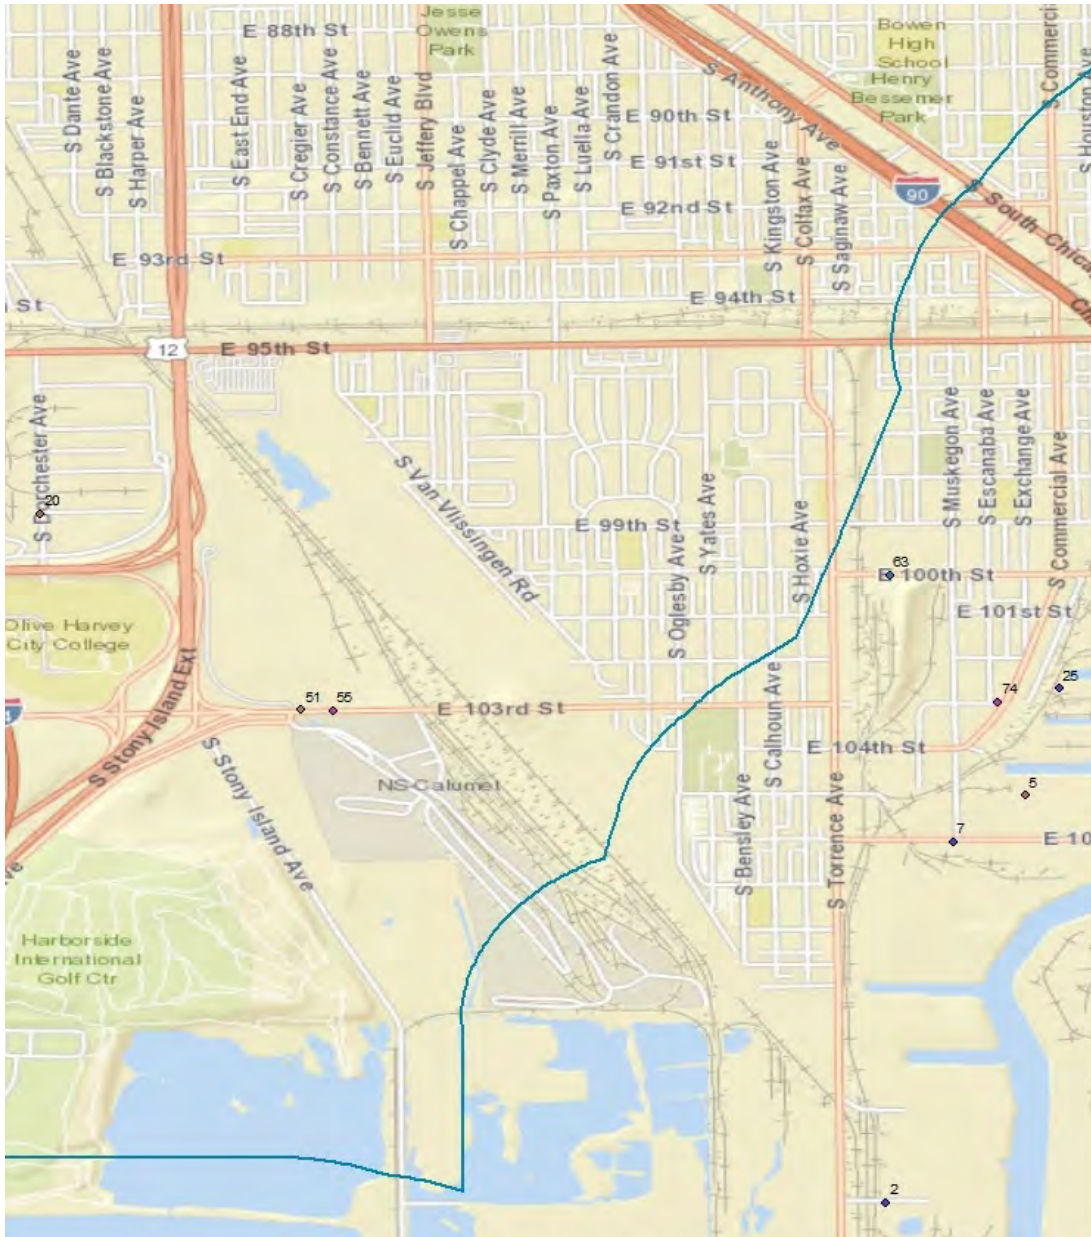 E 88th St
Jesse
Owens
Park
Bowen
High
School
Henry
Bessemer
Park
S Anthony Ave
S Commercial
S Houst
S Dante Ave
S Blackstone Ave
S Harper Ave
S East End Ave
S Cregier Ave
S Constance Ave
S Bennett Ave
S Euclid Ave
S Jeffery Blvd
S Chappel Ave
S Clyde Ave
S Merrill Ave
S Paxton Ave
S Luella Ave
S Crandon Ave
E 90th St
E 91st St
E 92nd St
S Kingston Ave
S Colfax Ave
S Saginaw Ave
90
S South Chica
E 93rd St
E 94th St
St
12
E 95th St
S Dorchester Ave
20
S Van Vlissingen Rd
E 99th St
S Oglesby Ave
S Yates Ave
S Hoxie Ave
S Muskegon Ave
S Escanaba Ave
S Exchange Ave
S Commercial Ave
63
E 100th St
E 101st St
Olive Harvey
City College
S Stony Island Ext
51
55
E 103rd St
74
25
E 104th St
S Calhoun Ave
S Stony Island Ave
NS-Calumet
S Bensley Ave
S Torrence Ave
5
7
E 10
Harborside
International
Golf Ctr
2